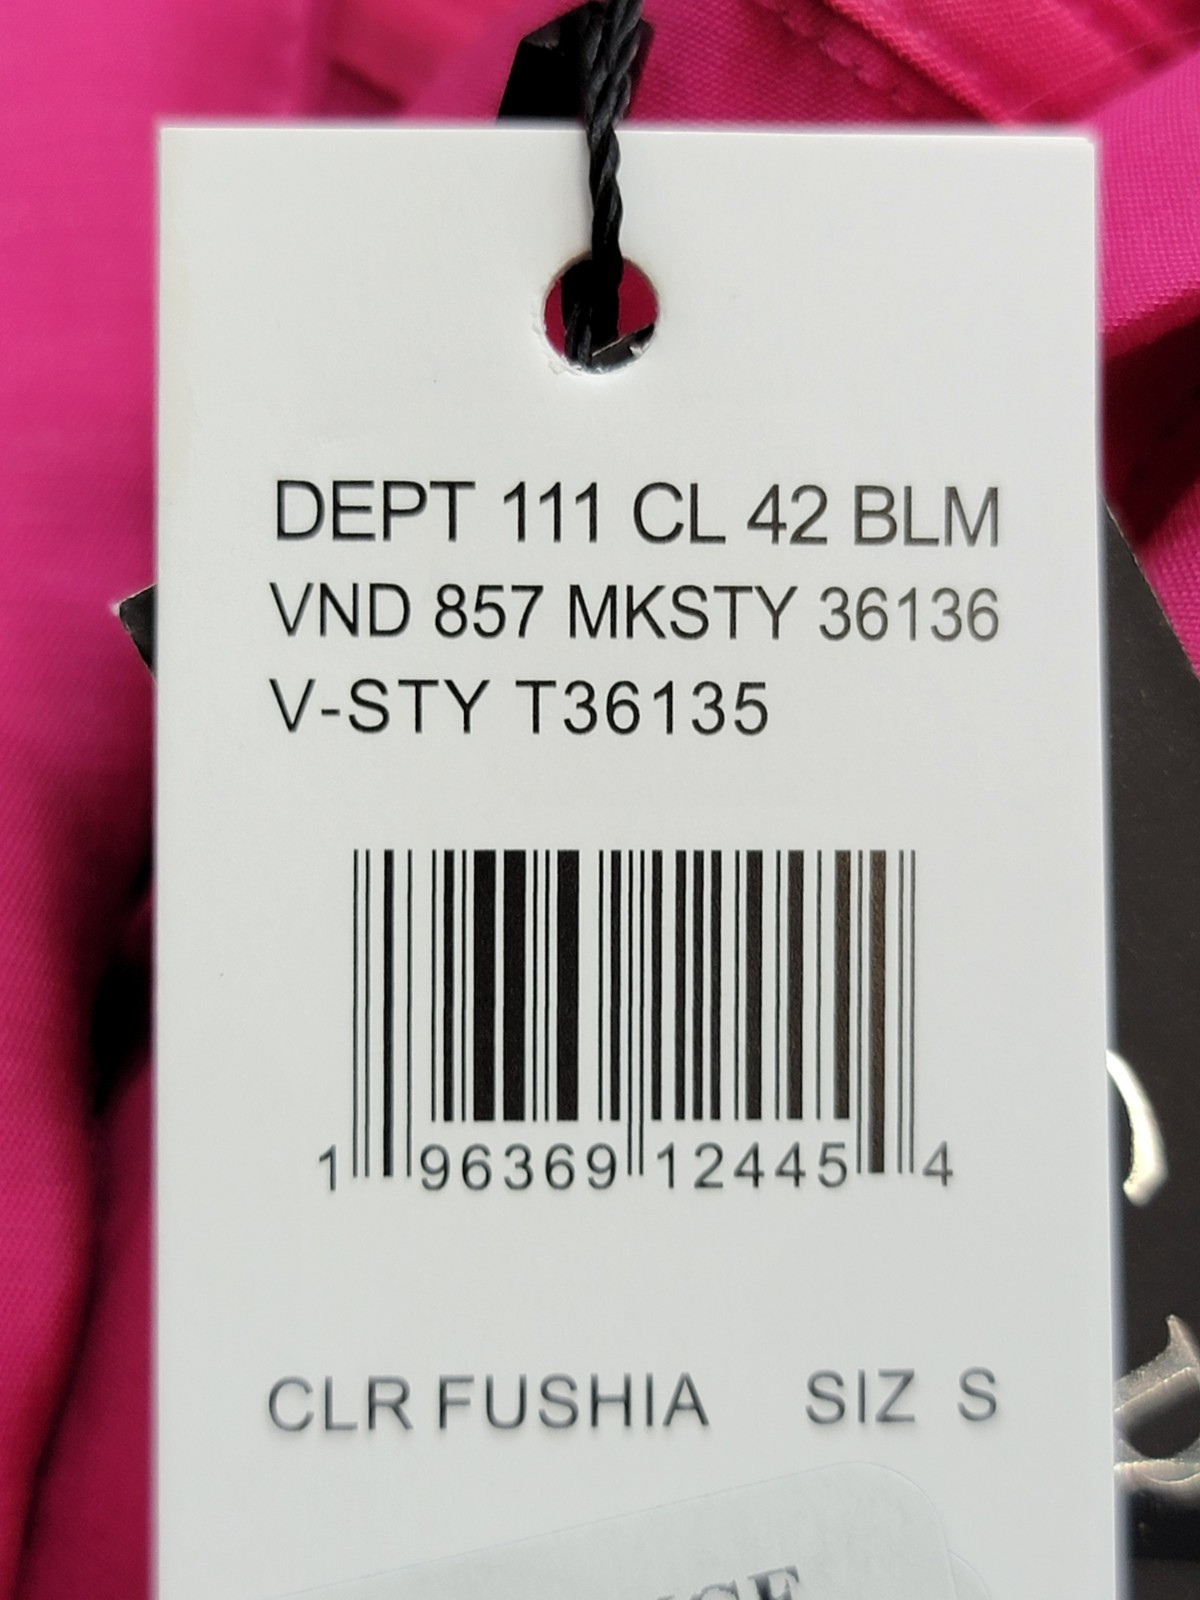 DEPT 111 CL 42 BLM
VND 857 MKSTY 36136
V-STY T36135
1 96369 12445 4
CLR FUSHIA SIZ S